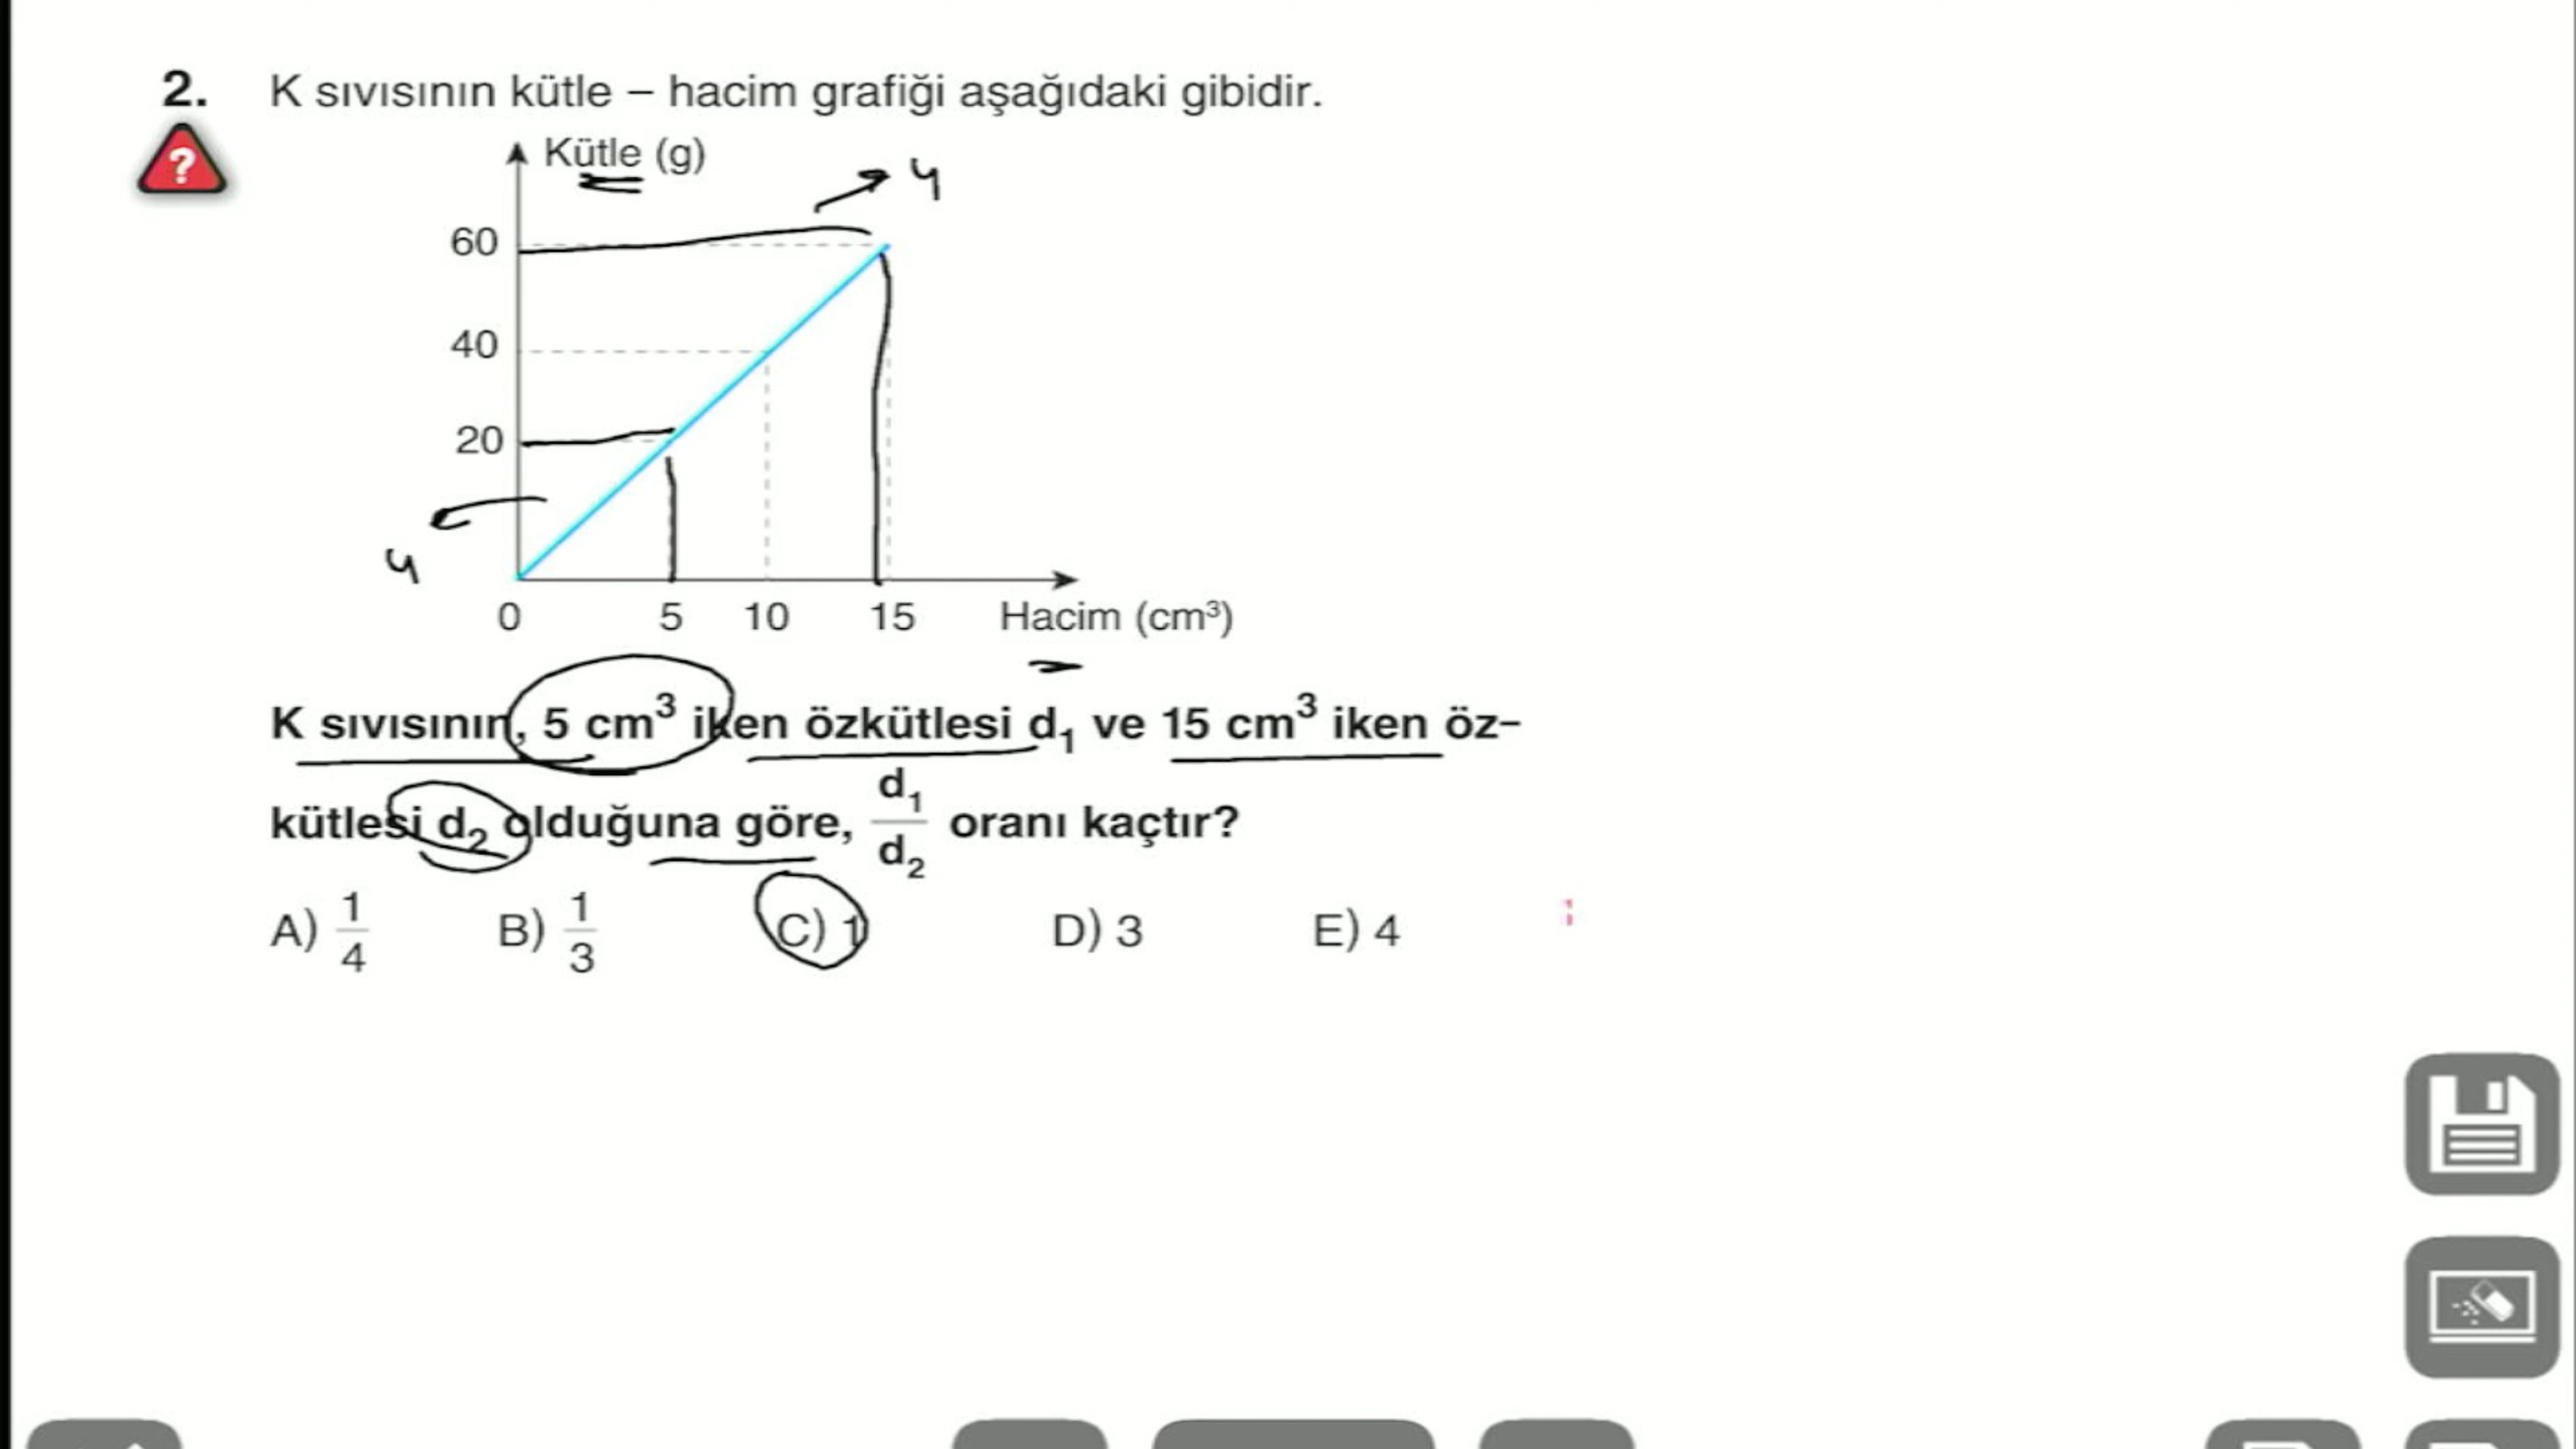 2. K sıvısının kütle – hacim grafiği aşağıdaki gibidir.
?
Kütle (g)
4
60
40
20
4
0 5 10 15 Hacim (cm³)
K sıvısının, 5 cm³ iken özkütlesi d₁ ve 15 cm³ iken öz-
kütlesi d₂ olduğuna göre, d₁/d₂ oranı kaçtır?
A) 1/4 B) 1/3 C) 1 D) 3 E) 4